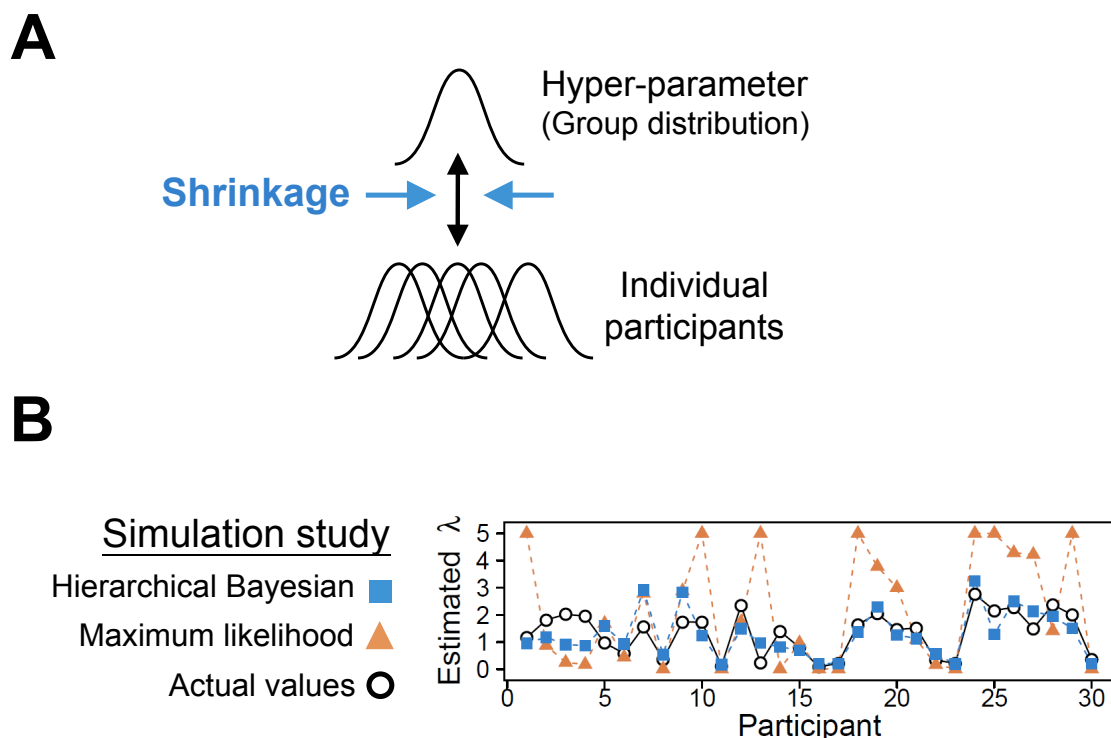 A
Hyper-parameter
(Group distribution)
Shrinkage
Individual
participants
B
Simulation study
Hierarchical Bayesian
Maximum likelihood
Actual values
Estimated λ
5
4
3
2
1
0
0 5 10 15 20 25 30
Participant